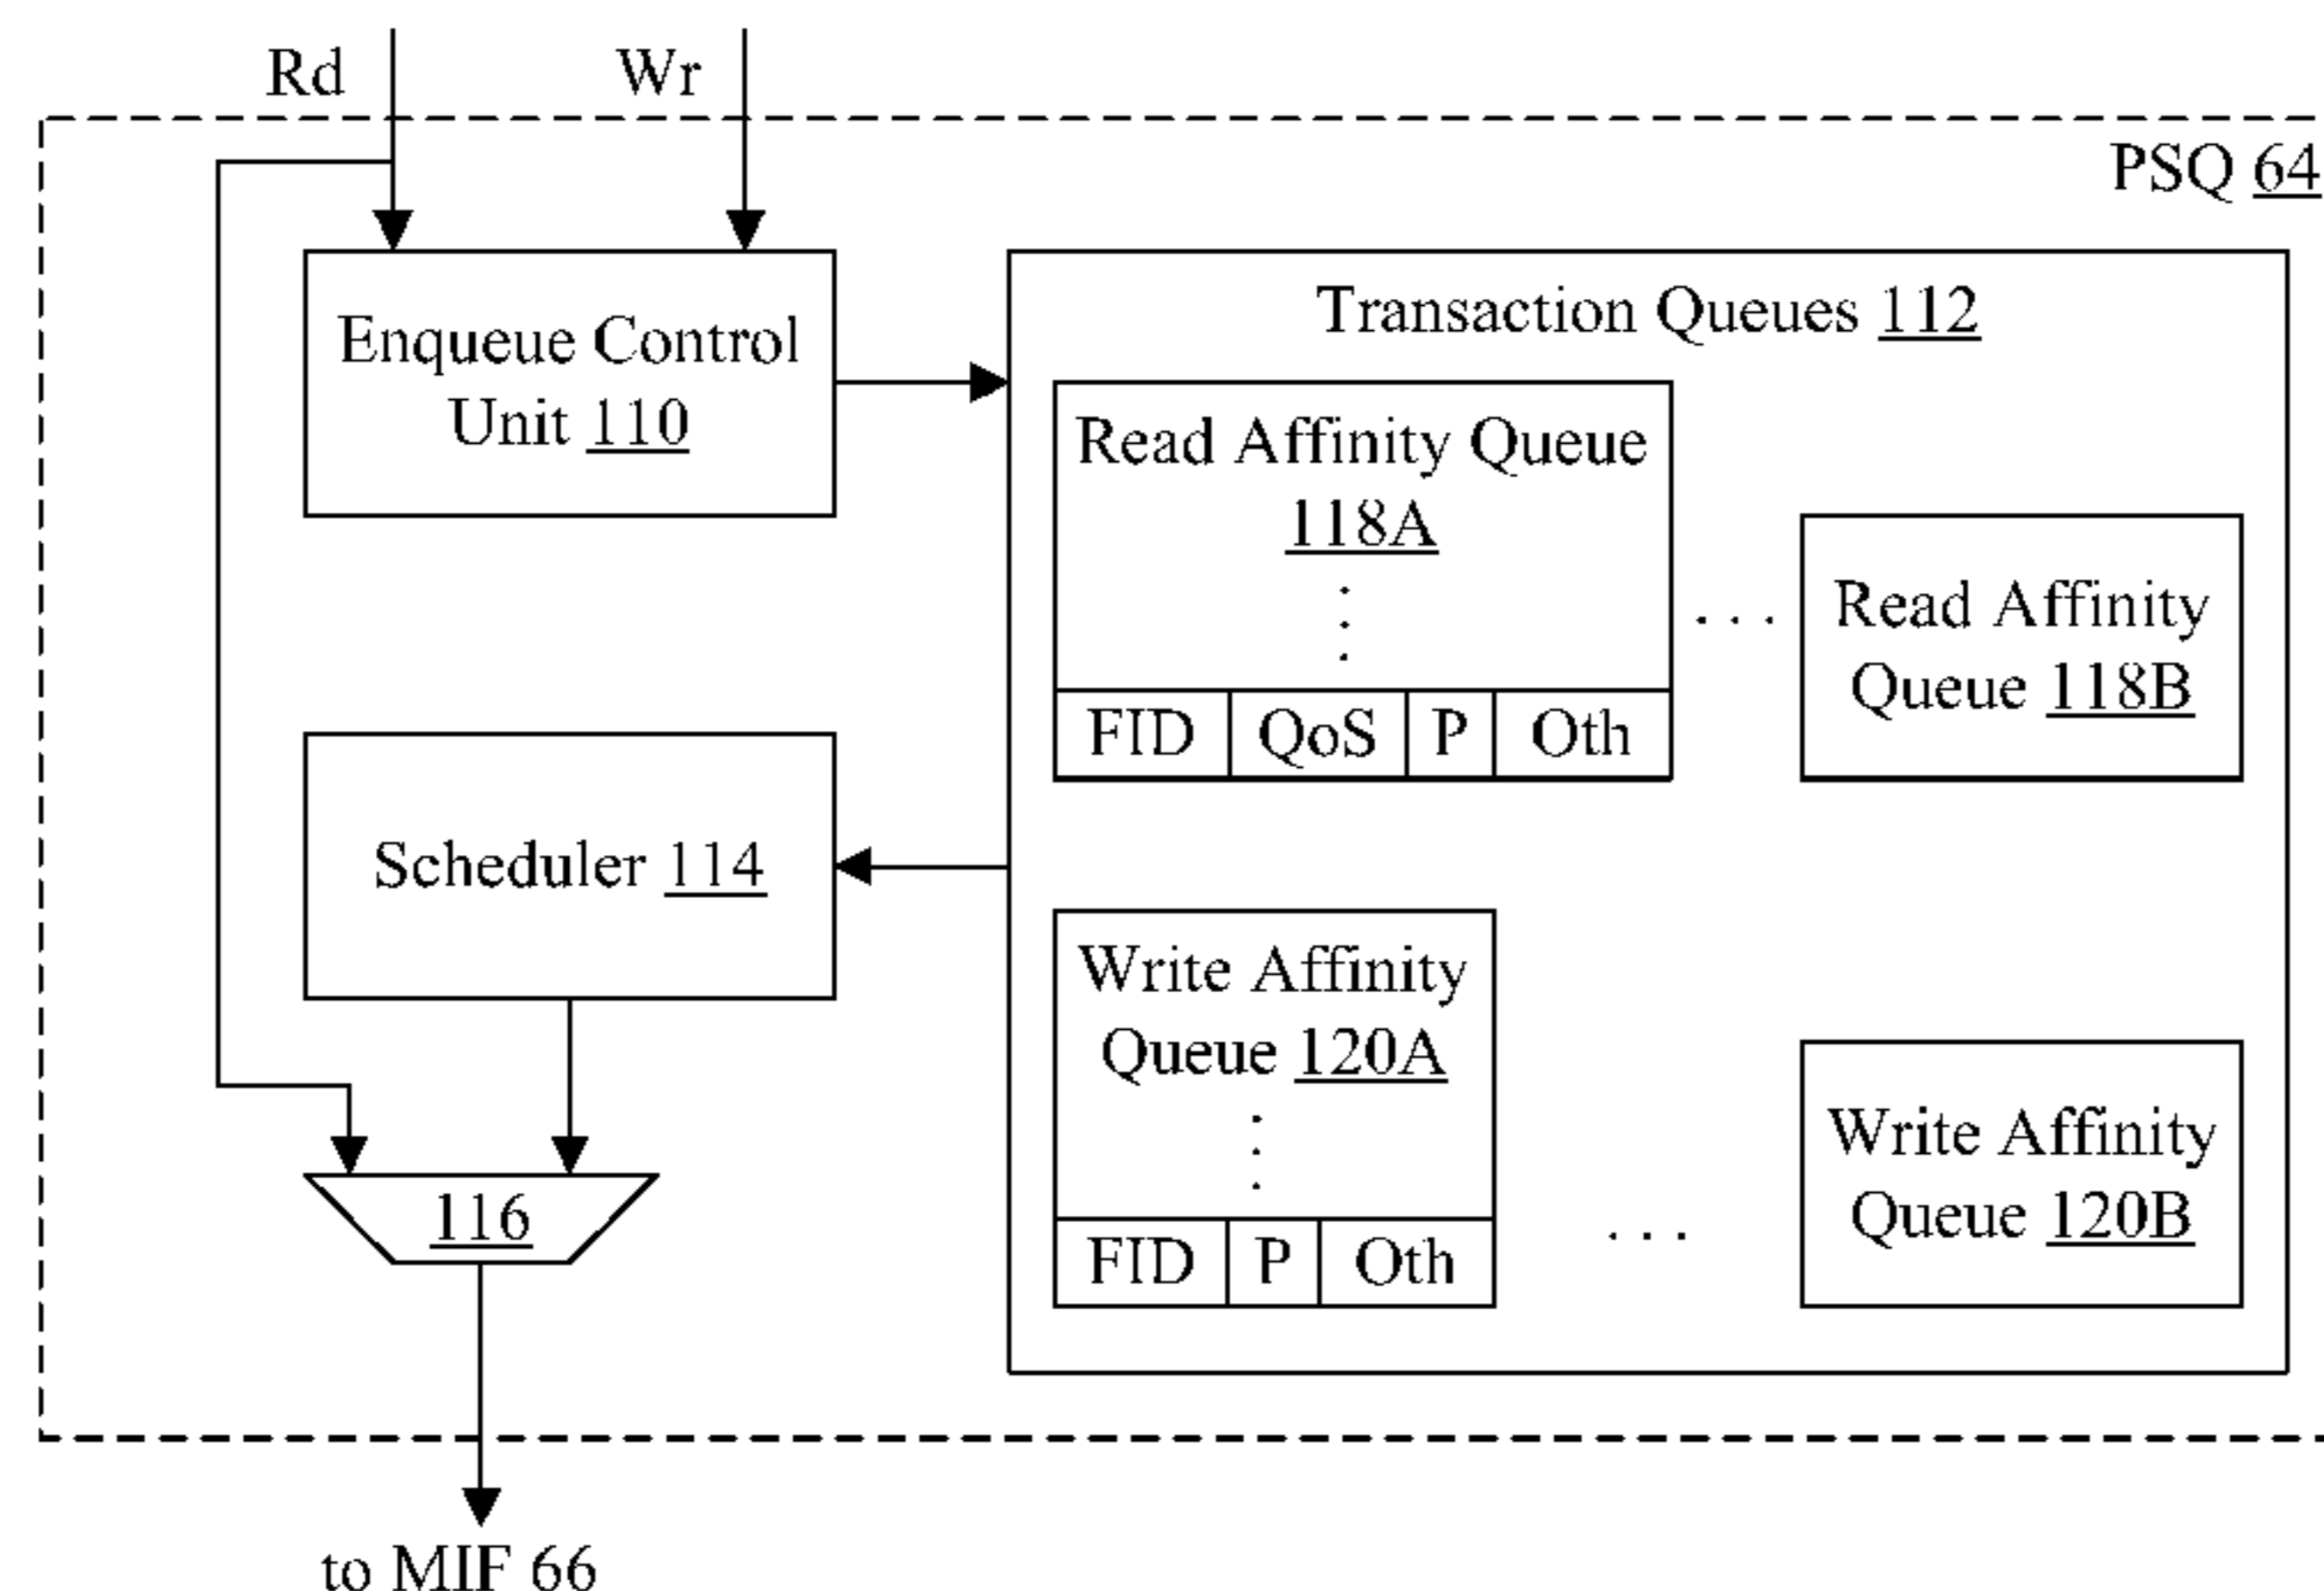 Rd
Wr
PSQ 64
Enqueue Control
Unit 110
Transaction Queues 112
Read Affinity Queue
118A
FID QoS P Oth
Read Affinity
Queue 118B
Scheduler 114
Write Affinity
Queue 120A
FID P Oth
Write Affinity
Queue 120B
116
to MIF 66